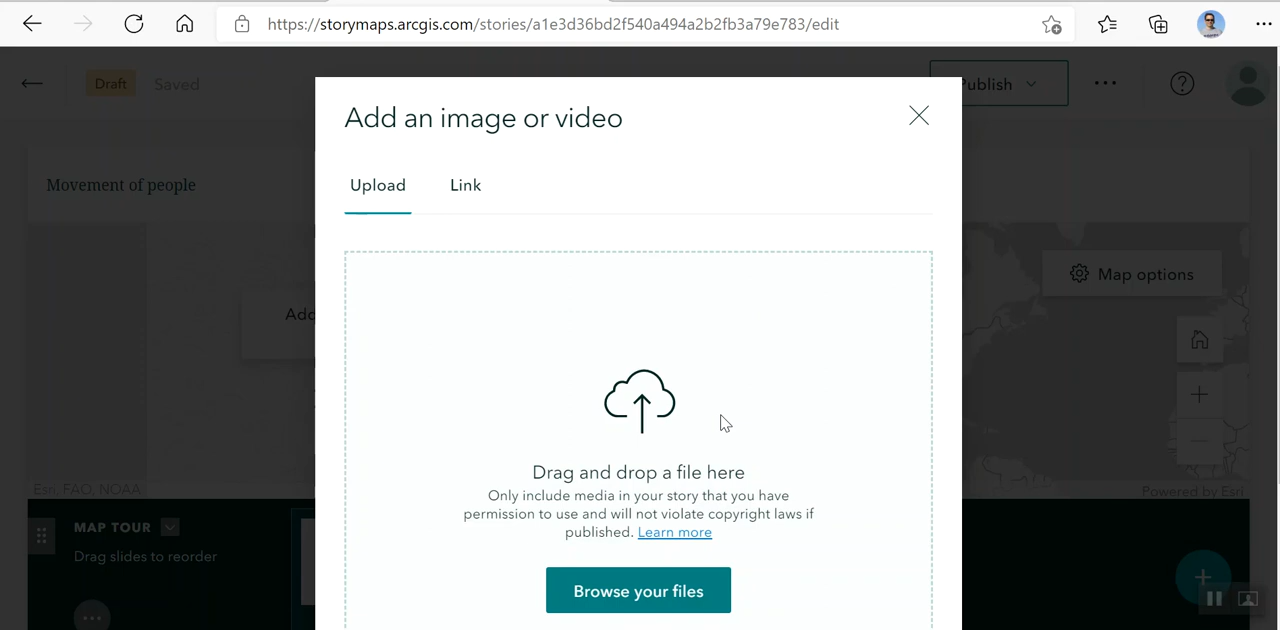 https://storymaps.arcgis.com/stories/a1e3d36bd2f540a494a2b2fb3a79e783/edit
Draft
Saved
Publish
Add an image or video
Upload
Link
Movement of people
Map options
Add
Drag and drop a file here
Only include media in your story that you have
permission to use and will not violate copyright laws if
published. Learn more
Esri, FAO, NOAA
Powered by Esri
MAP TOUR
Drag slides to reorder
Browse your files